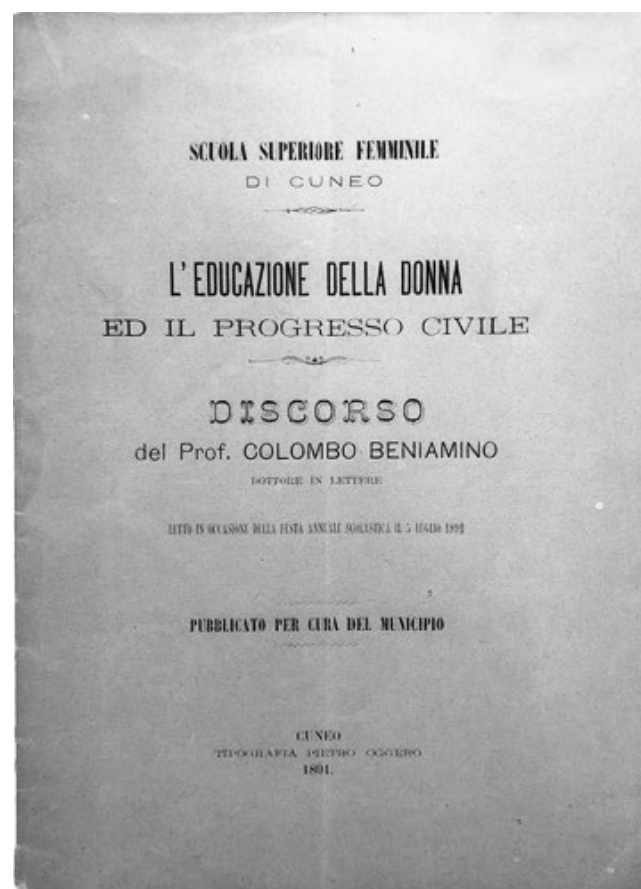 SCUOLA SUPERIORE FEMMINILE
DI CUNEO
L'EDUCAZIONE DELLA DONNA
ED IL PROGRESSO CIVILE
DISCORSO
del Prof. COLOMBO BENIAMINO
DOTTORE IN LETTERE
LETTO IN OCCASIONE DELLA FESTA ANNUALE SCOLASTICA IL 5 LUGLIO 1891
PUBBLICATO PER CURA DEL MUNICIPIO
CUNEO
TIPOGRAFIA PIETRO OGGERO
1891.